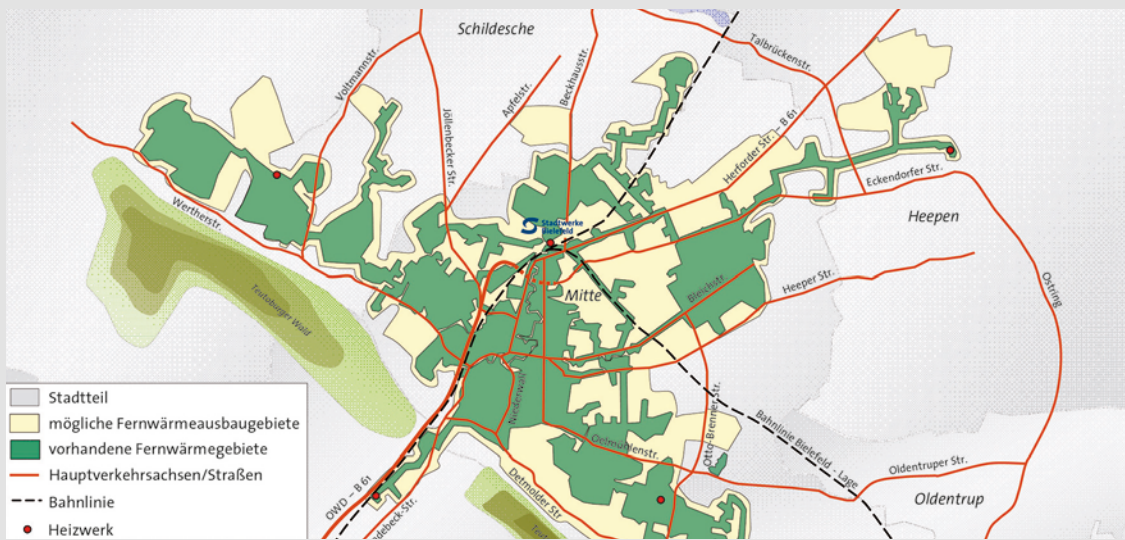 Schildesche
Talbrückenstr.
Voltmannstr.
Jöllenbecker Str.
Apfelstr.
Beckhausstr.
Herforder Str. – B 61
Eckendorfer Str.
Wertherstr.
Stadtwerke
Bielefeld
Heepen
Teutoburger Wald
Mitte
Bleichstr.
Heeper Str.
Ostring
Niederwall
Stadtteil
mögliche Fernwärmeausbaugebiete
vorhandene Fernwärmegebiete
Hauptverkehrsachsen/Straßen
Bahnlinie
Heizwerk
OWD – B 61
Detmolder Str.
Oelmühlenstr.
Otto-Brenner Str.
Bahnlinie Bielefeld - Lage
Oldentruper Str.
Oldentrup